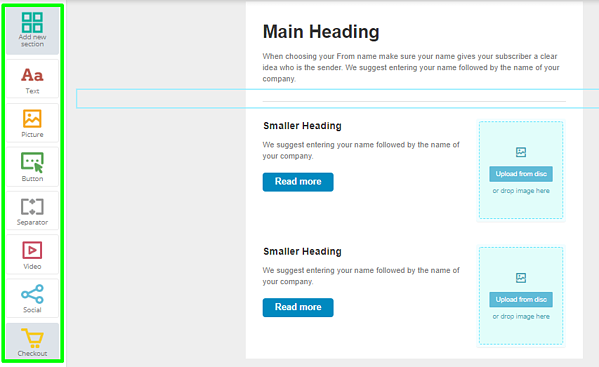 Add new
section
Text
Picture
Button
Separator
Video
Social
Checkout
Main Heading
When choosing your From name make sure your name gives your subscriber a clear
idea who is the sender. We suggest entering your name followed by the name of your
company.
Smaller Heading
We suggest entering your name followed by the name of
your company.
Read more
Upload from disc
or drop image here
Smaller Heading
We suggest entering your name followed by the name of
your company.
Read more
Upload from disc
or drop image here